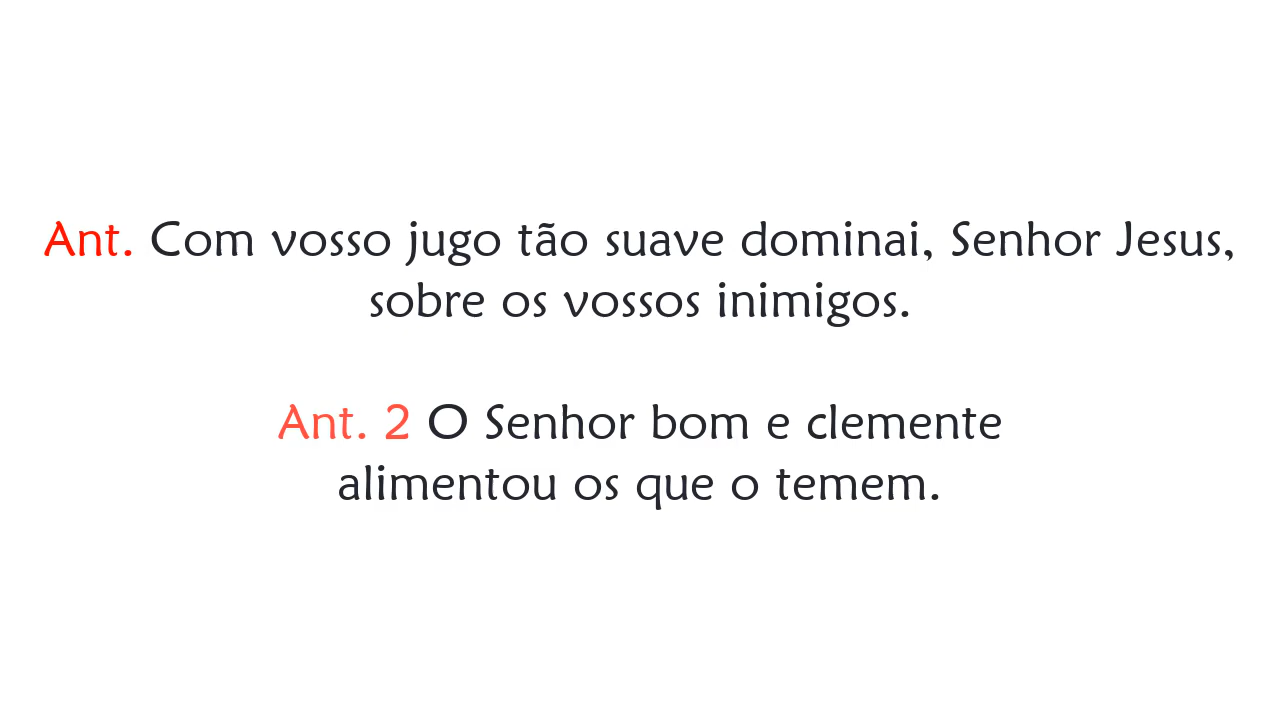 Ant. Com vosso jugo tão suave dominai, Senhor Jesus,
sobre os vossos inimigos.
Ant. 2 O Senhor bom e clemente
alimentou os que o temem.